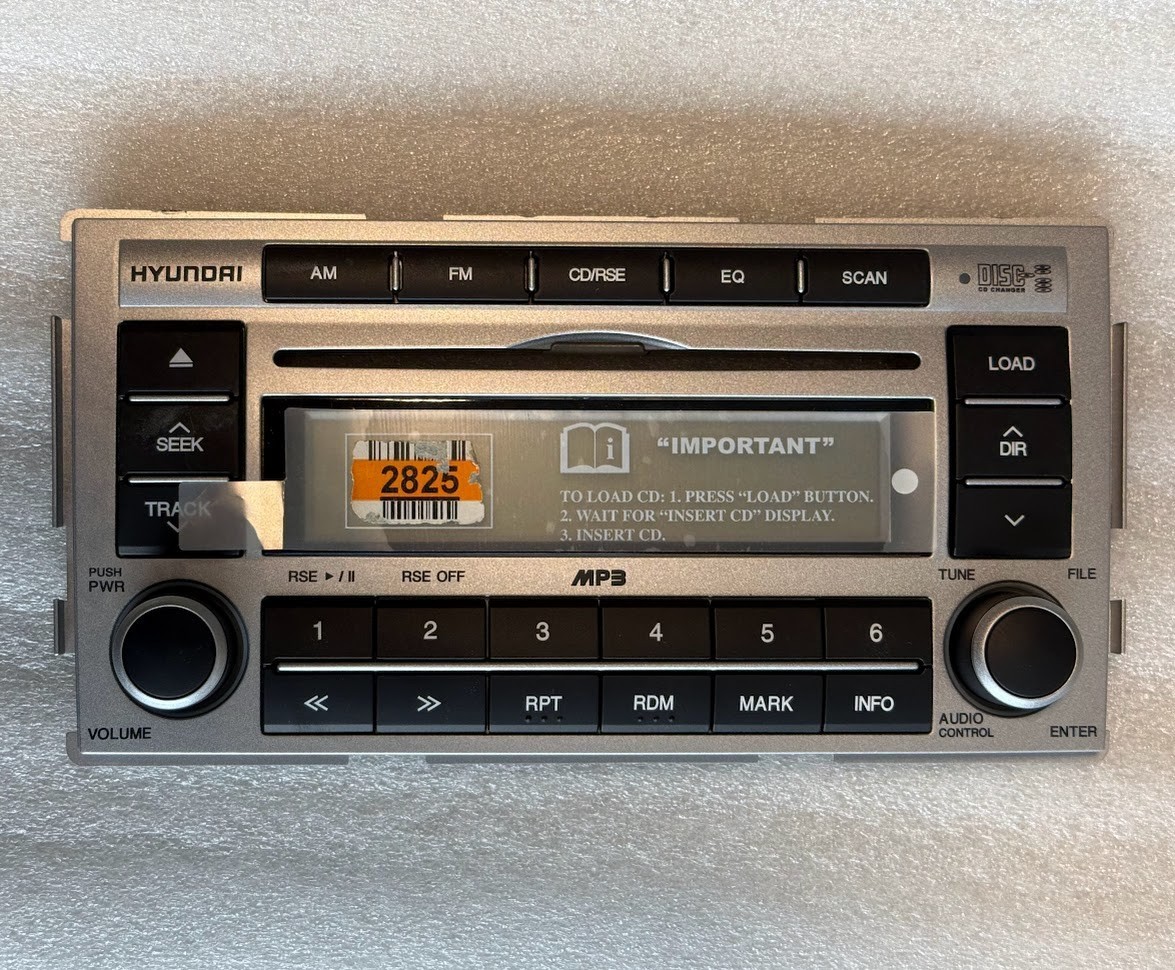 HYUNDAI
AM
FM
CD/RSE
EQ
SCAN
DISC
CD CHANGER
SEEK
TRACK
LOAD
DIR
2825
i
“IMPORTANT”
TO LOAD CD: 1. PRESS “LOAD” BUTTON.
2. WAIT FOR “INSERT CD” DISPLAY.
3. INSERT CD.
PUSH
PWR
RSE ►/II
RSE OFF
MP3
TUNE
FILE
1
2
3
4
5
6
<<
>>
RPT
RDM
MARK
INFO
VOLUME
AUDIO
CONTROL
ENTER